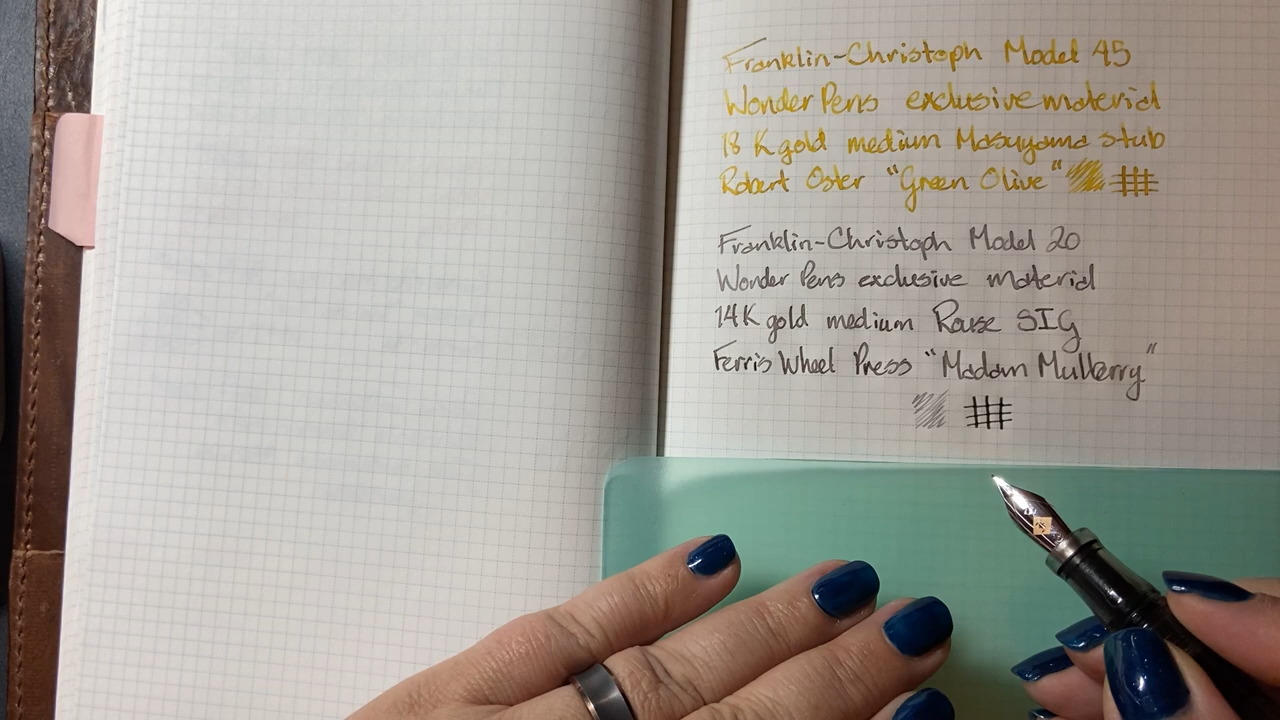 Franklin-Christoph Model 45
Wonder Pens exclusive material
18 K gold medium Masuyama stub
Robert Oster "Green Olive"
Franklin-Christoph Model 20
Wonder Pens exclusive material
14K gold medium Rouse SIG
Ferris Wheel Press "Madam Mulberry"